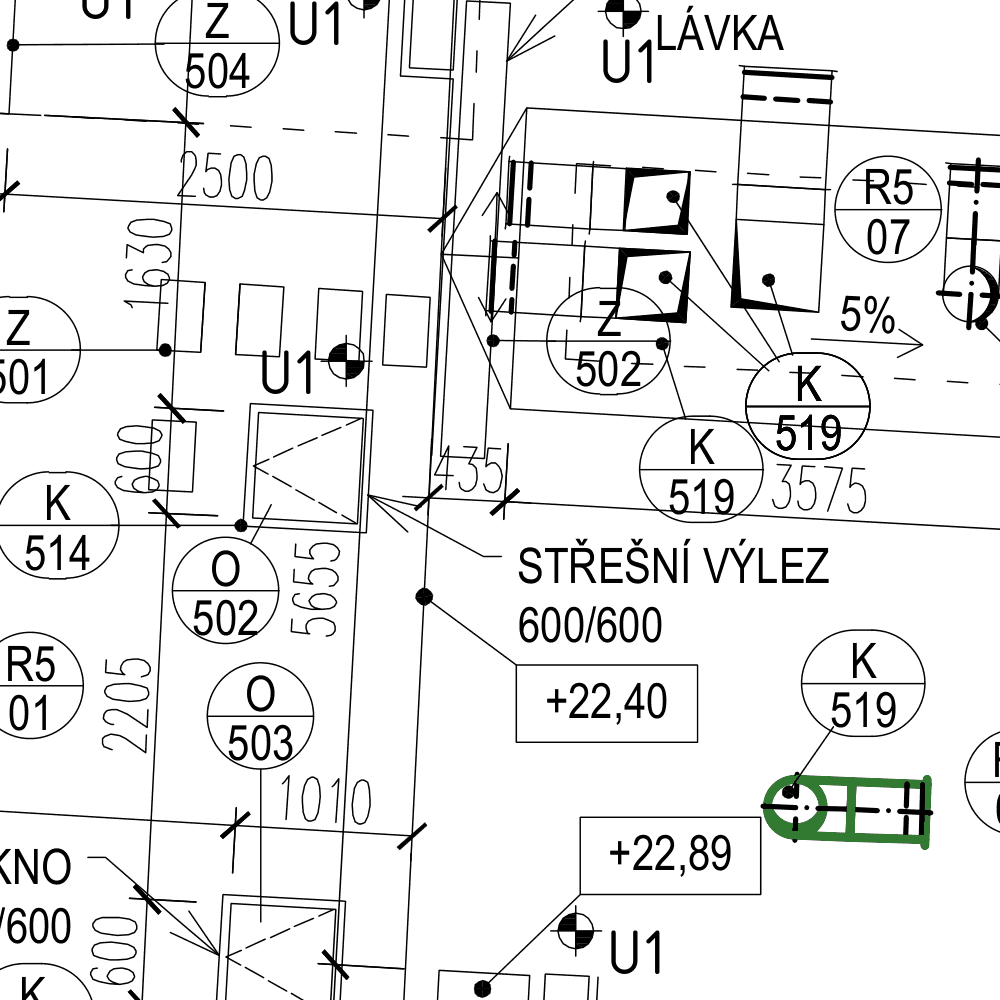 U1
Z
504
U1
U1
LÁVKA
2500
R5
07
1630
5%
Z
501
Z
502
U1
K
519
600
435
K
519
3575
K
514
O
502
5655
STŘEŠNÍ VÝLEZ
600/600
R5
01
2205
O
503
+22,40
K
519
1010
+22,89
KNO
/600
600
U1
K